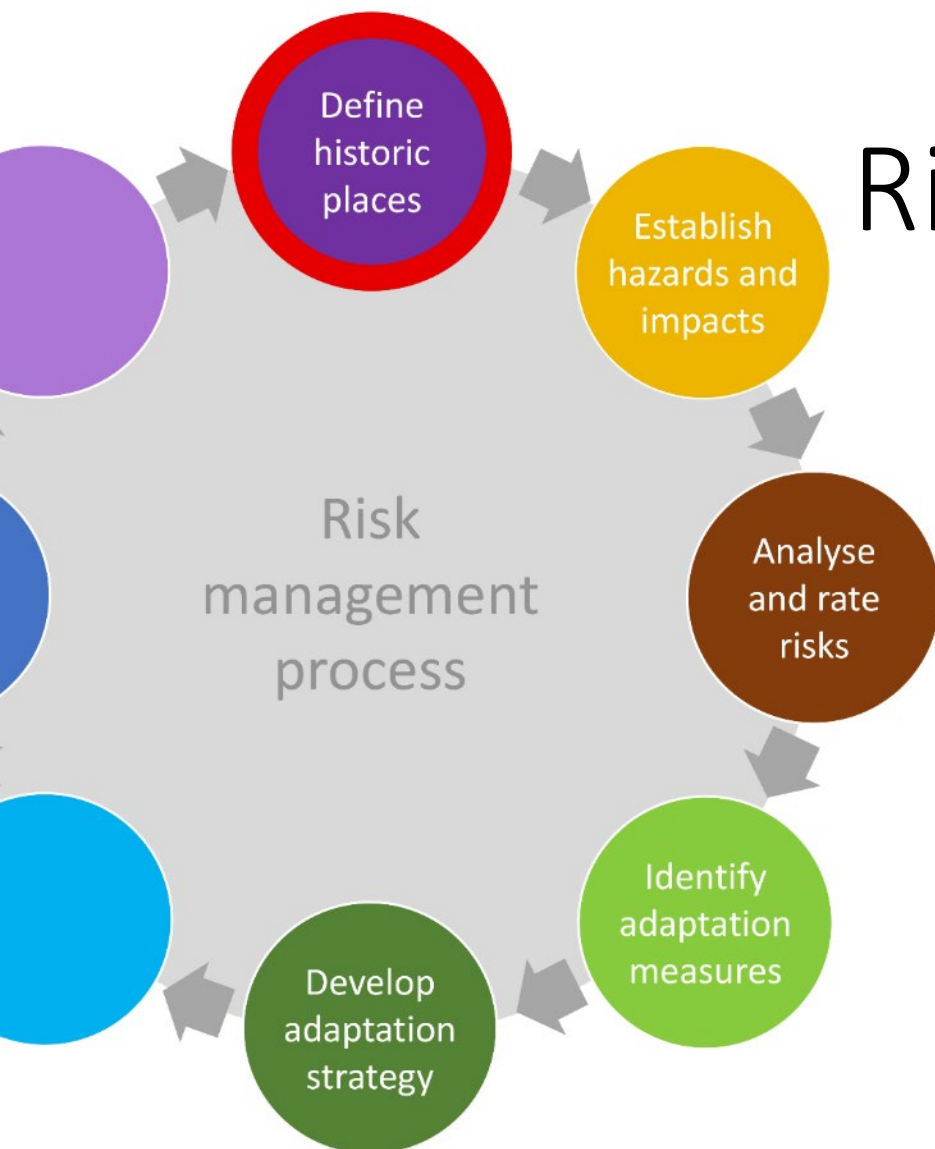 Define
historic
places
Ri
Establish
hazards and
impacts
Analyse
and rate
risks
Identify
adaptation
measures
Develop
adaptation
strategy
Risk
management
process